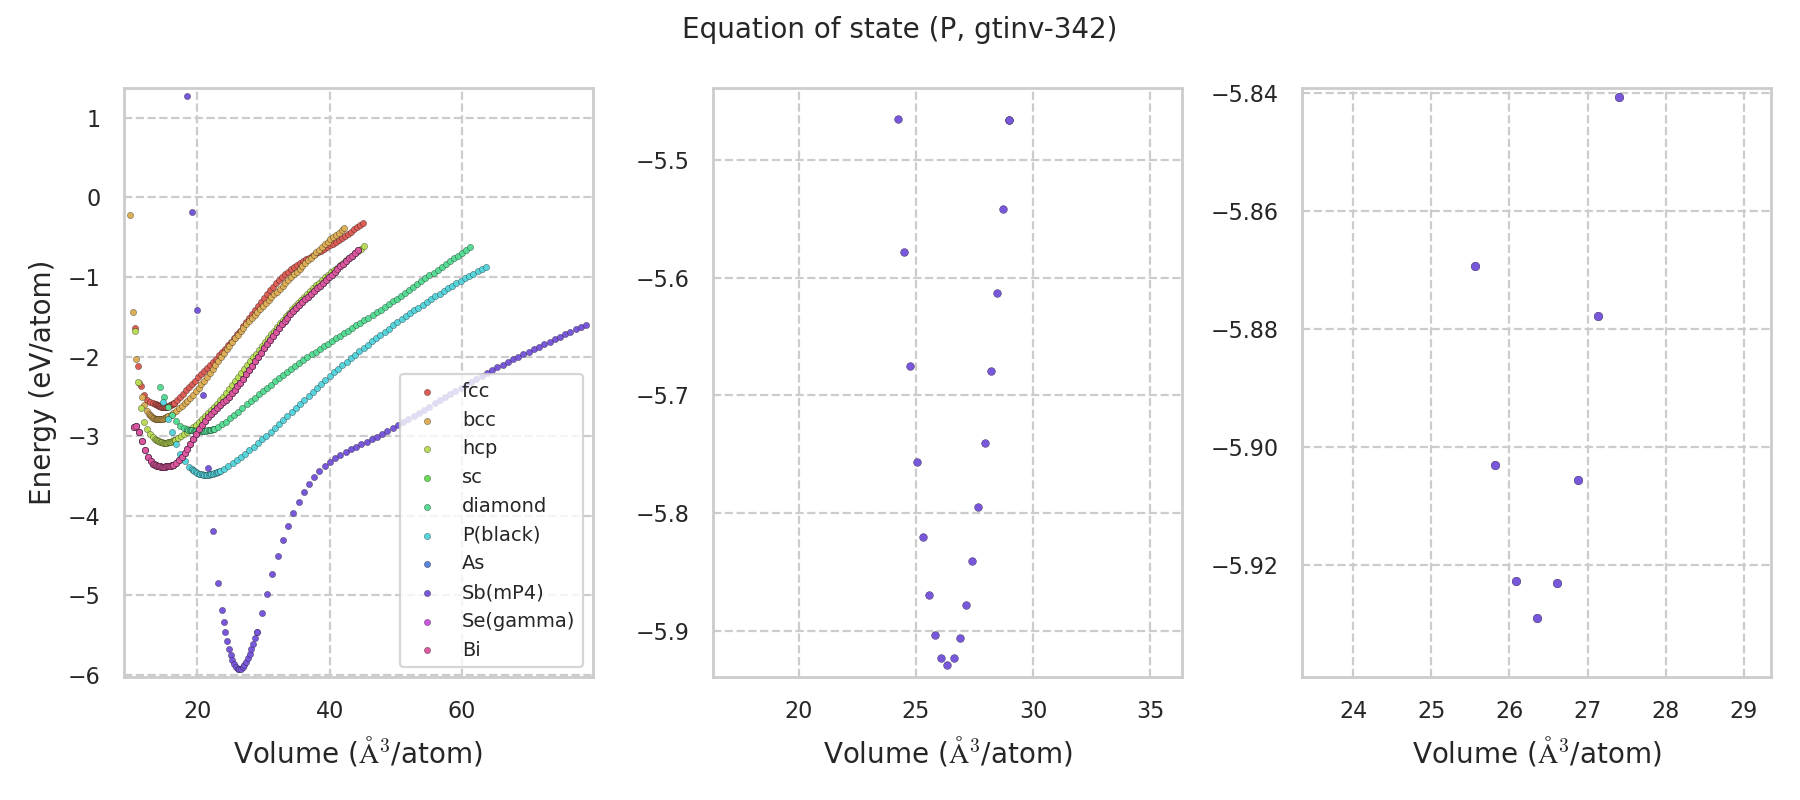 Equation of state (P, gtinv-342)
Energy (eV/atom)
1
0
−1
−2
−3
−4
−5
−6
20
40
60
Volume (Å³/atom)
fcc
bcc
hcp
sc
diamond
P(black)
As
Sb(mP4)
Se(gamma)
Bi
−5.5
−5.6
−5.7
−5.8
−5.9
20
25
30
35
Volume (Å³/atom)
−5.84
−5.86
−5.88
−5.90
−5.92
24
25
26
27
28
29
Volume (Å³/atom)